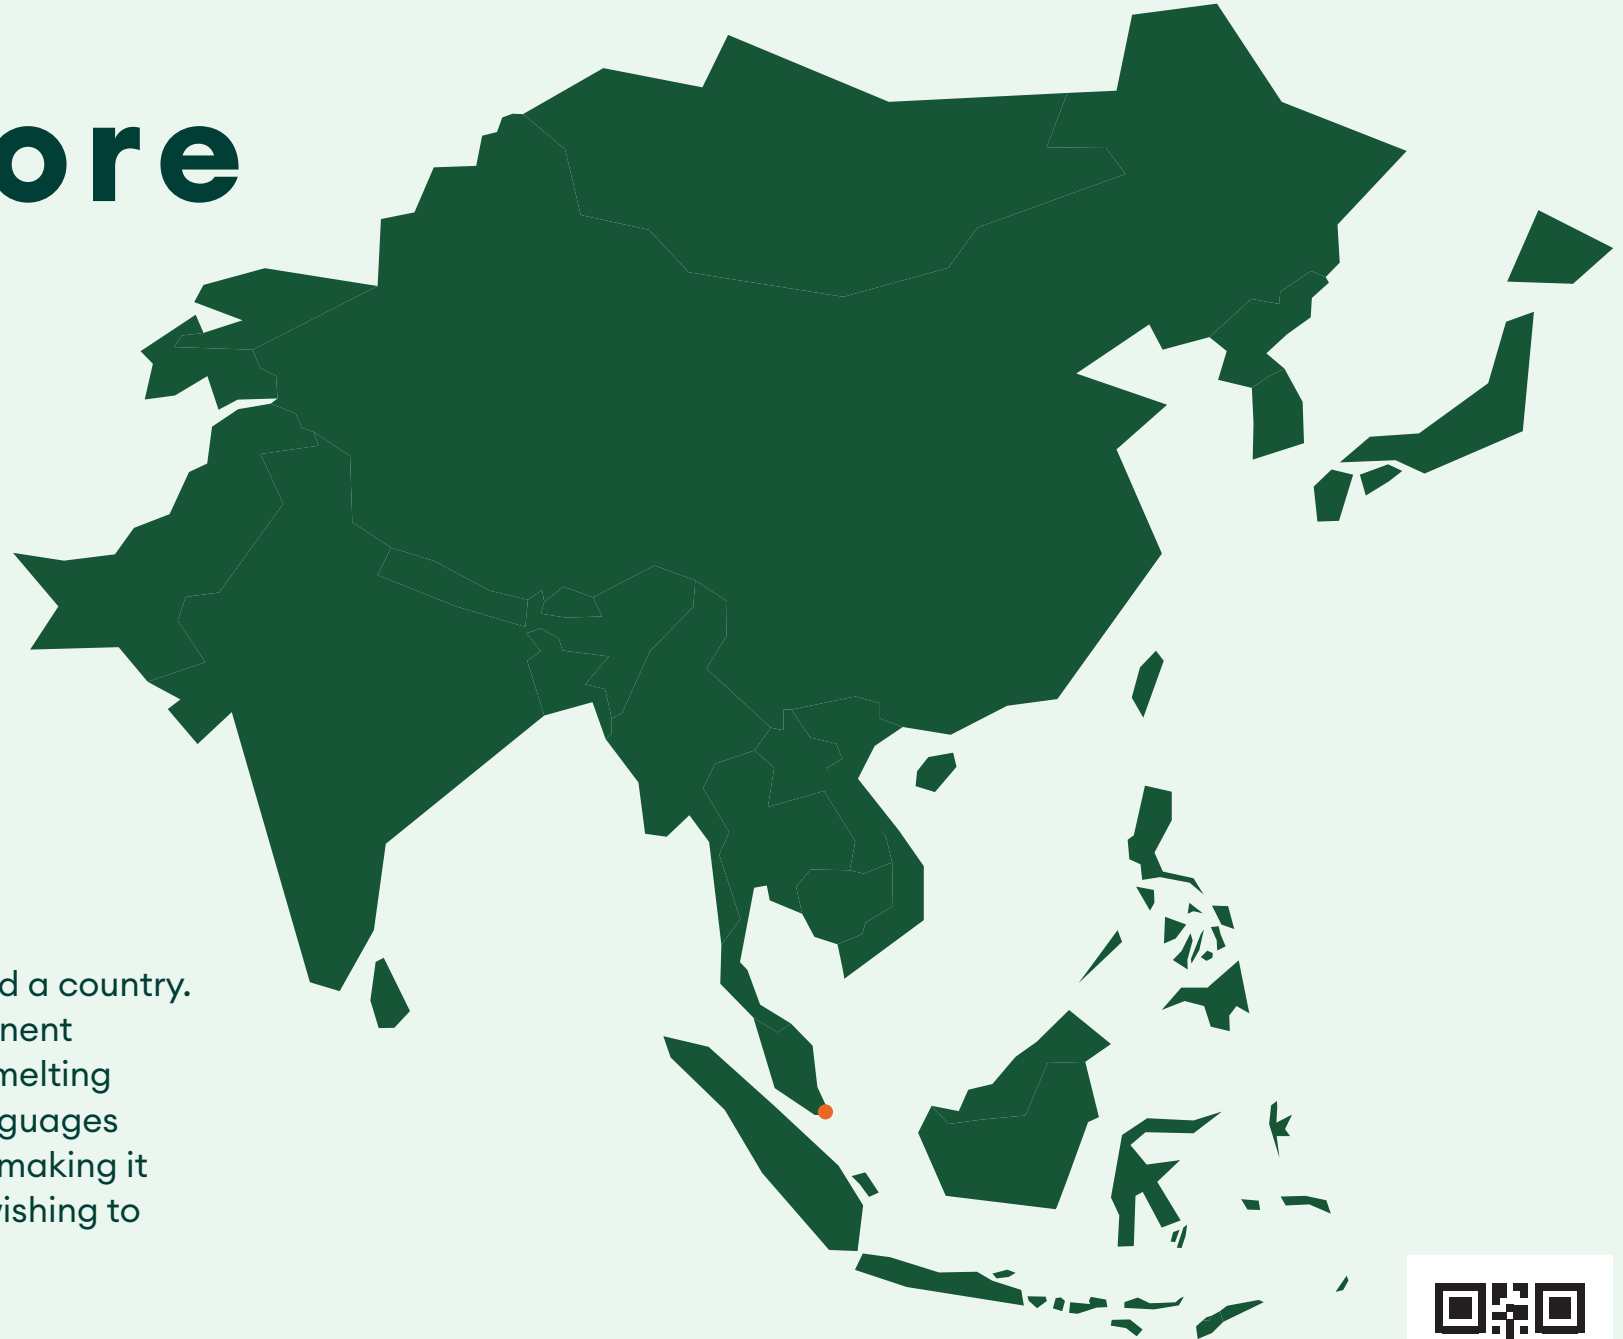 ore
d a country.
nent
melting
guages
making it
ishing to